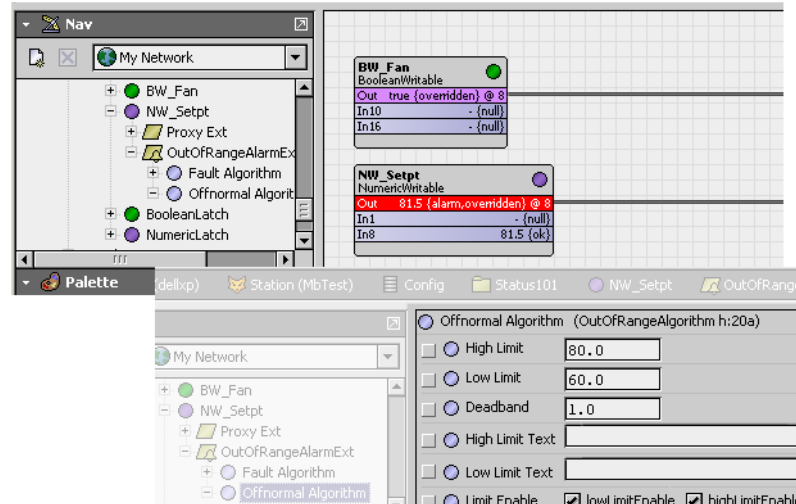 Nav
My Network
BW_Fan
NW_Setpt
Proxy Ext
OutOfRangeAlarmEx
Fault Algorithm
Offnormal Algorit
BooleanLatch
NumericLatch
BW_Fan
BooleanWritable
Out true {overridden} @ 8
In10 - {null}
In16 - {null}
NW_Setpt
NumericWritable
Out 81.5 {alarm,overridden} @ 8
In1 - {null}
In8 81.5 {ok}
Palette
(dellxp) Station (MbTest) Config Status101 NW_Setpt OutOfRange
My Network
BW_Fan
NW_Setpt
Proxy Ext
OutOfRangeAlarmExt
Fault Algorithm
Offnormal Algorithm
Offnormal Algorithm (OutOfRangeAlgorithm h:20a)
High Limit 80.0
Low Limit 60.0
Deadband 1.0
High Limit Text
Low Limit Text
Limit Enable lowLimitEnable highLimitEnable